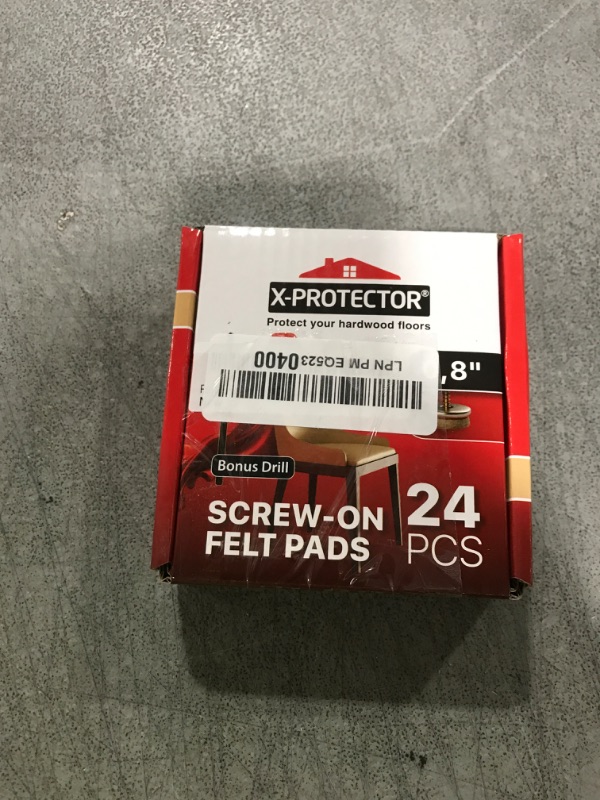 X-PROTECTOR®
Protect your hardwood floors
LPN PM EQ5230400
,8"
Bonus Drill
SCREW-ON
FELT PADS
24
PCS